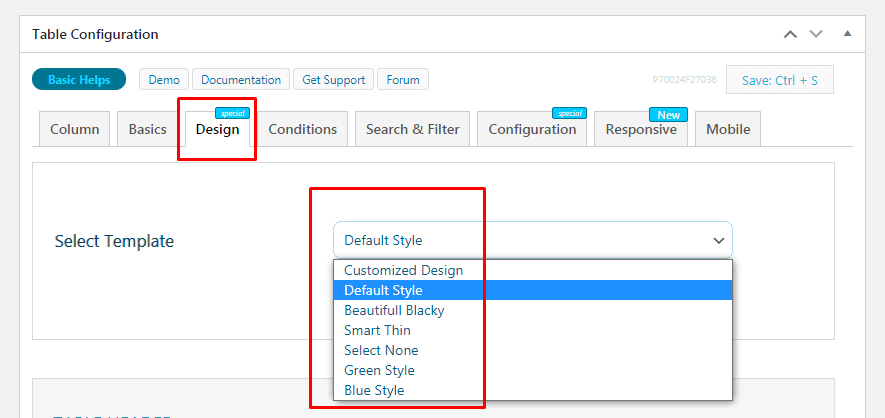 Table Configuration
Basic Helps Demo Documentation Get Support Forum P70024F27036 Save: Ctrl + S
special special New
Column Basics Design Conditions Search & Filter Configuration Responsive Mobile
Select Template Default Style
Customized Design
Default Style
Beautifull Blacky
Smart Thin
Select None
Green Style
Blue Style
TABLE HEADER